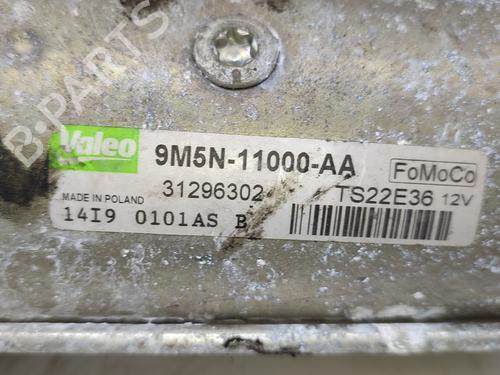 B-PARTS
Valeo
9M5N-11000-AA
FoMoCo
31296302
TS22E36 12V
MADE IN POLAND
14I9 0101AS B